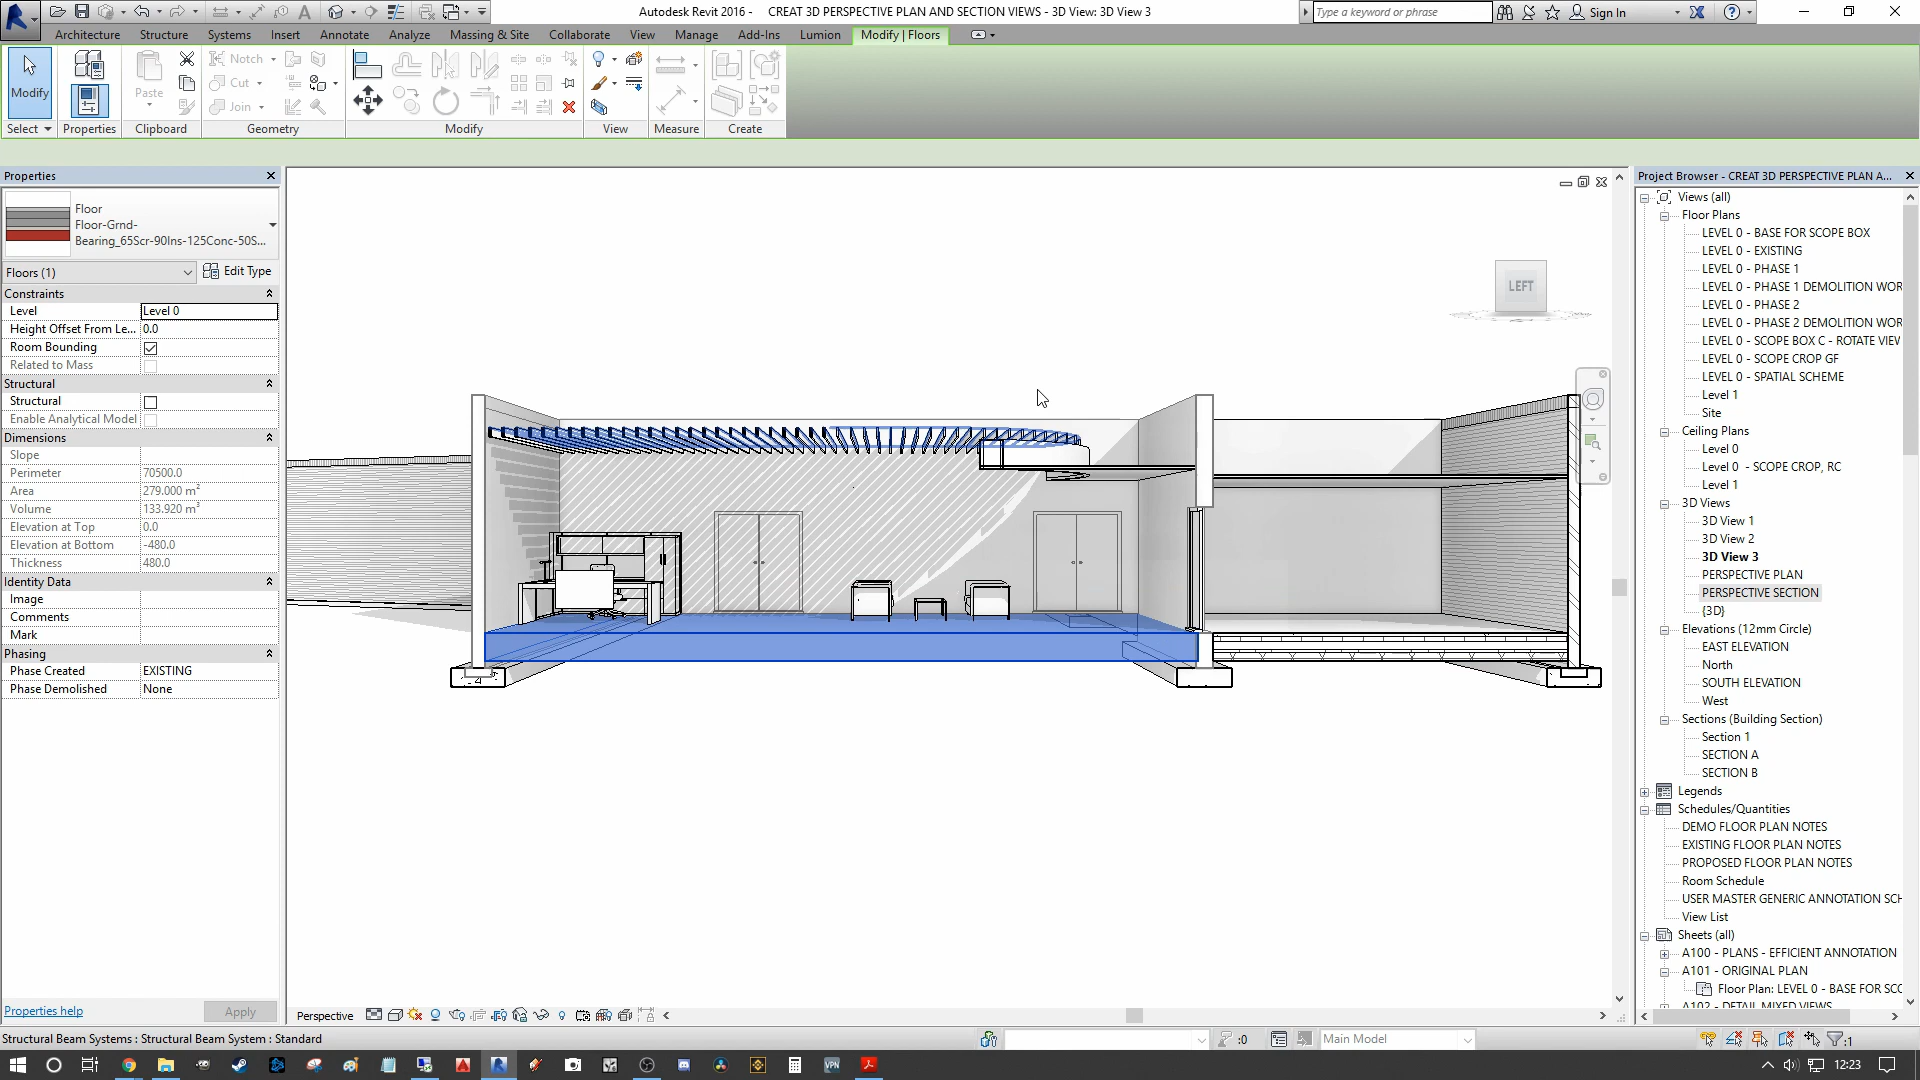 Autodesk Revit 2016 -     CREAT 3D PERSPECTIVE PLAN AND SECTION VIEWS - 3D View: 3D View 3
Type a keyword or phrase
Sign In
Architecture
Structure
Systems
Insert
Annotate
Analyze
Massing & Site
Collaborate
View
Manage
Add-Ins
Lumion
Modify | Floors
Modify
Paste
Notch
Cut
Join
Select
Properties
Clipboard
Geometry
Modify
View
Measure
Create
Properties
Floor
Floor-Grnd-
Bearing_65Scr-90Ins-125Conc-50S...
Floors (1)
Edit Type
Constraints
Level Level 0
Height Offset From Le... 0.0
Room Bounding
Related to Mass
Structural
Structural
Enable Analytical Model
Dimensions
Slope
Perimeter 70500.0
Area 279.000 m²
Volume 133.920 m³
Elevation at Top 0.0
Elevation at Bottom -480.0
Thickness 480.0
Identity Data
Image
Comments
Mark
Phasing
Phase Created EXISTING
Phase Demolished None
Properties help
Apply
LEFT
Perspective
Project Browser - CREAT 3D PERSPECTIVE PLAN A...
Views (all)
Floor Plans
LEVEL 0 - BASE FOR SCOPE BOX
LEVEL 0 - EXISTING
LEVEL 0 - PHASE 1
LEVEL 0 - PHASE 1 DEMOLITION WOR
LEVEL 0 - PHASE 2
LEVEL 0 - PHASE 2 DEMOLITION WOR
LEVEL 0 - SCOPE BOX C - ROTATE VIEW
LEVEL 0 - SCOPE CROP GF
LEVEL 0 - SPATIAL SCHEME
Level 1
Site
Ceiling Plans
Level 0
Level 0  - SCOPE CROP, RC
Level 1
3D Views
3D View 1
3D View 2
3D View 3
PERSPECTIVE PLAN
PERSPECTIVE SECTION
{3D}
Elevations (12mm Circle)
EAST ELEVATION
North
SOUTH ELEVATION
West
Sections (Building Section)
Section 1
SECTION A
SECTION B
Legends
Schedules/Quantities
DEMO FLOOR PLAN NOTES
EXISTING FLOOR PLAN NOTES
PROPOSED FLOOR PLAN NOTES
Room Schedule
USER MASTER GENERIC ANNOTATION SCH
View List
Sheets (all)
A100 - PLANS - EFFICIENT ANNOTATION
A101 - ORIGINAL PLAN
Floor Plan: LEVEL 0 - BASE FOR SCO
A102 - DETAIL MIXED VIEWS
Structural Beam Systems : Structural Beam System : Standard
:0
Main Model
:1
VPN
12:23